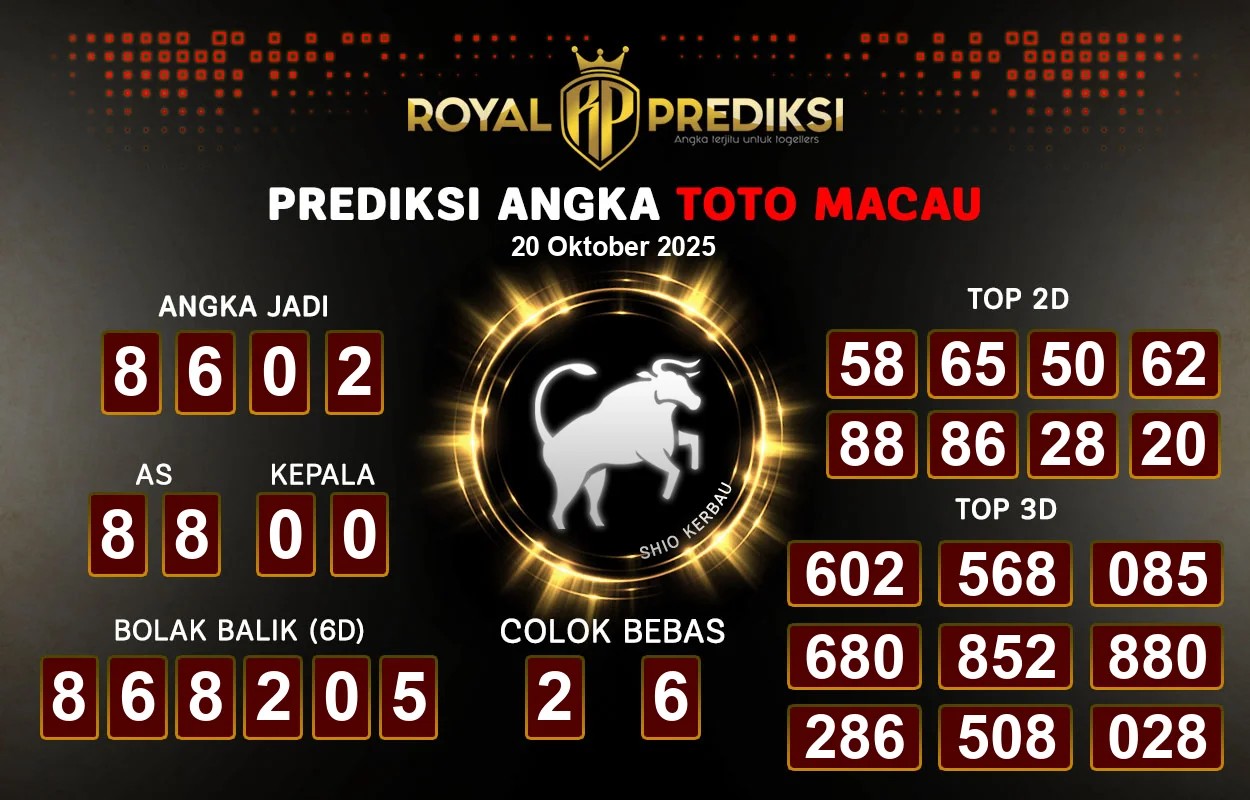 ROYAL RP PREDIKSI
Angka terjitu untuk togellers
PREDIKSI ANGKA TOTO MACAU
20 Oktober 2025
ANGKA JADI
8 6 0 2
AS
8 8
KEPALA
0 0
BOLAK BALIK (6D)
8 6 8 2 0 5
SHIO KERBAU
COLOK BEBAS
2 6
TOP 2D
58 65 50 62
88 86 28 20
TOP 3D
602 568 085
680 852 880
286 508 028